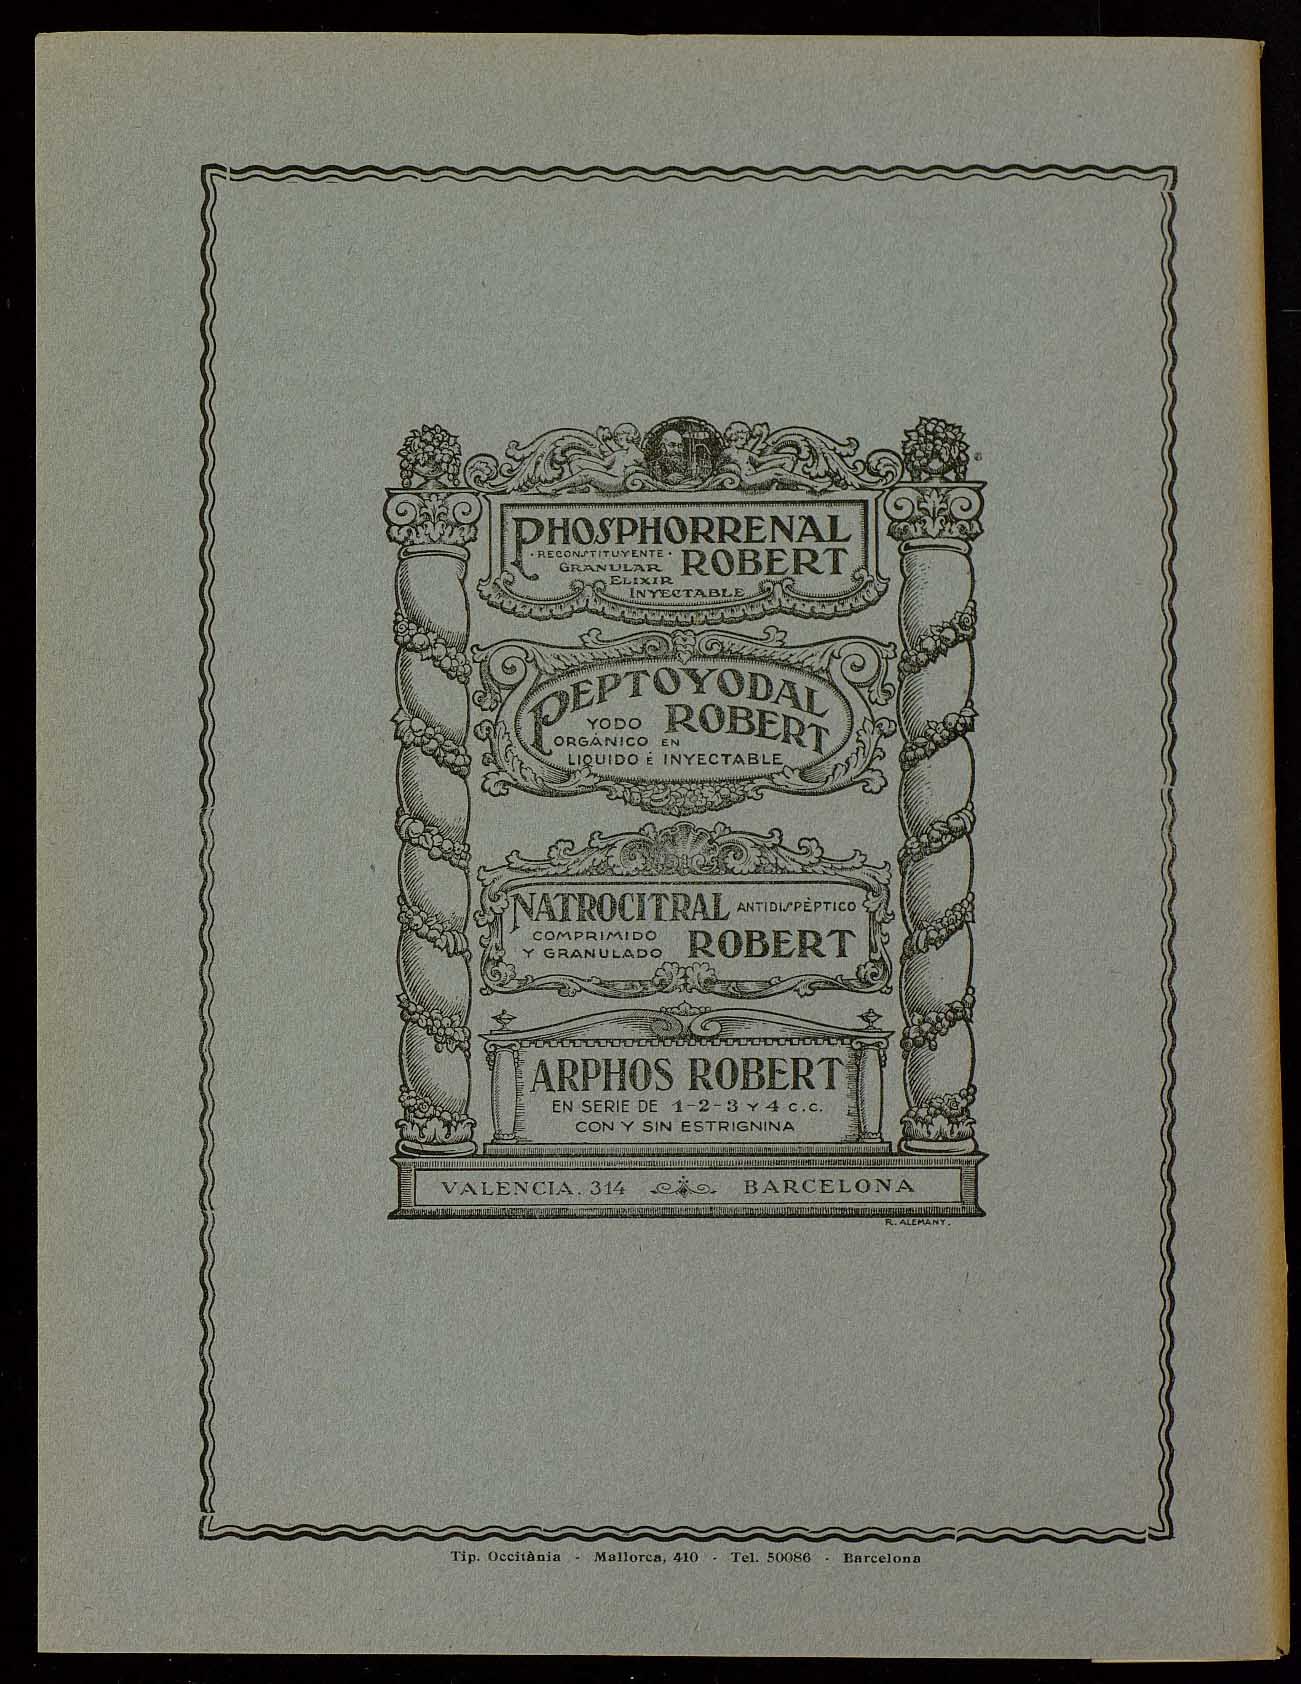 PHOSPHORRENAL
· RECONSTITUYENTE · ROBERT
GRANULAR
ELIXIR
INYECTABLE
PEPTOYODAL
YODO ROBERT
ORGÁNICO EN
LIQUIDO É INYECTABLE
NATROCITRAL ANTIDISPÈPTICO
COMPRIMIDO
Y GRANULADO ROBERT
ARPHOS ROBERT
EN SERIE DE 1-2-3 Y 4 C.C.
CON Y SIN ESTRIGNINA
VALENCIA, 314 BARCELONA
R. ALEMANY.
Tip. Occitània - Mallorca, 410 - Tel. 50086 - Barcelona